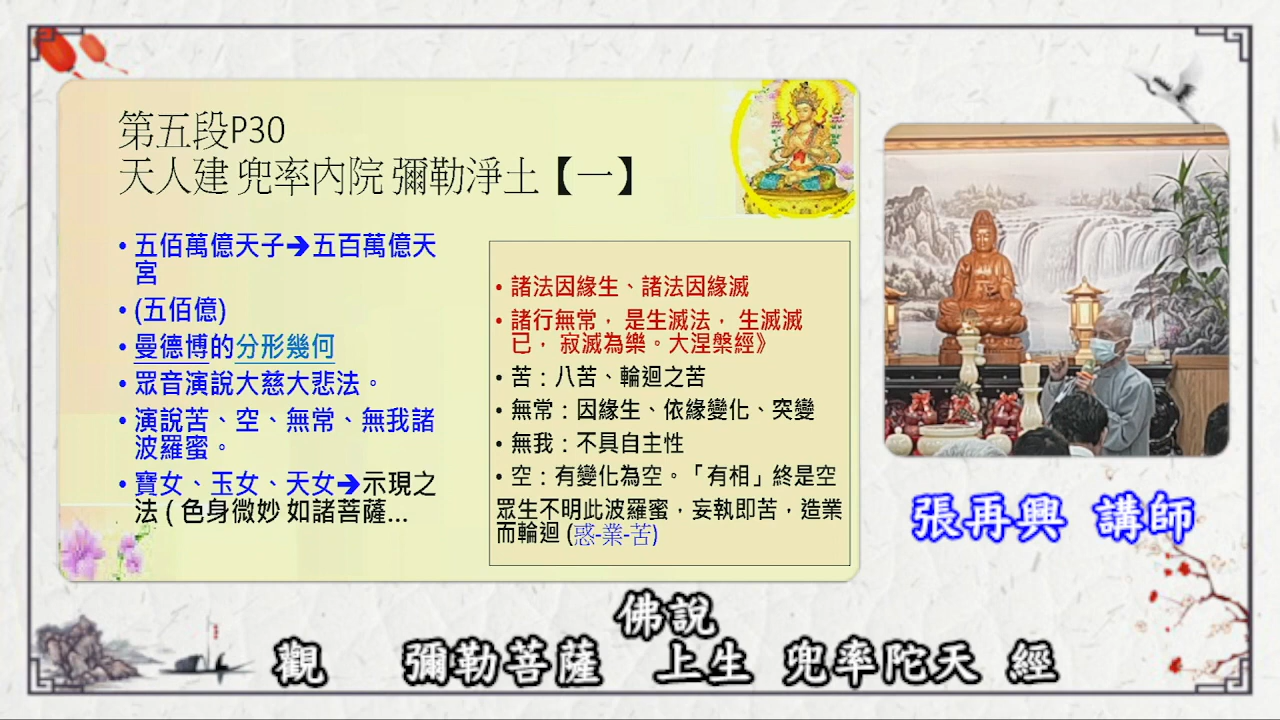 第五段P30
天人建 兜率內院 彌勒淨土【一】
• 五佰萬億天子➔五百萬億天
宮
• (五佰億)
• 曼德博的分形幾何
• 眾音演說大慈大悲法。
• 演說苦、空、無常、無我諸
波羅蜜。
• 寶女、玉女、天女➔示現之
法 ( 色身微妙 如諸菩薩...
• 諸法因緣生、諸法因緣滅
• 諸行無常， 是生滅法， 生滅滅
已， 寂滅為樂。大涅槃經》
• 苦：八苦、輪迴之苦
• 無常：因緣生、依緣變化、突變
• 無我：不具自主性
• 空：有變化為空。「有相」終是空
眾生不明此波羅蜜，妄執即苦，造業
而輪迴 (惑-業-苦)
張再興 講師
佛說
觀 彌勒菩薩 上生 兜率陀天 經